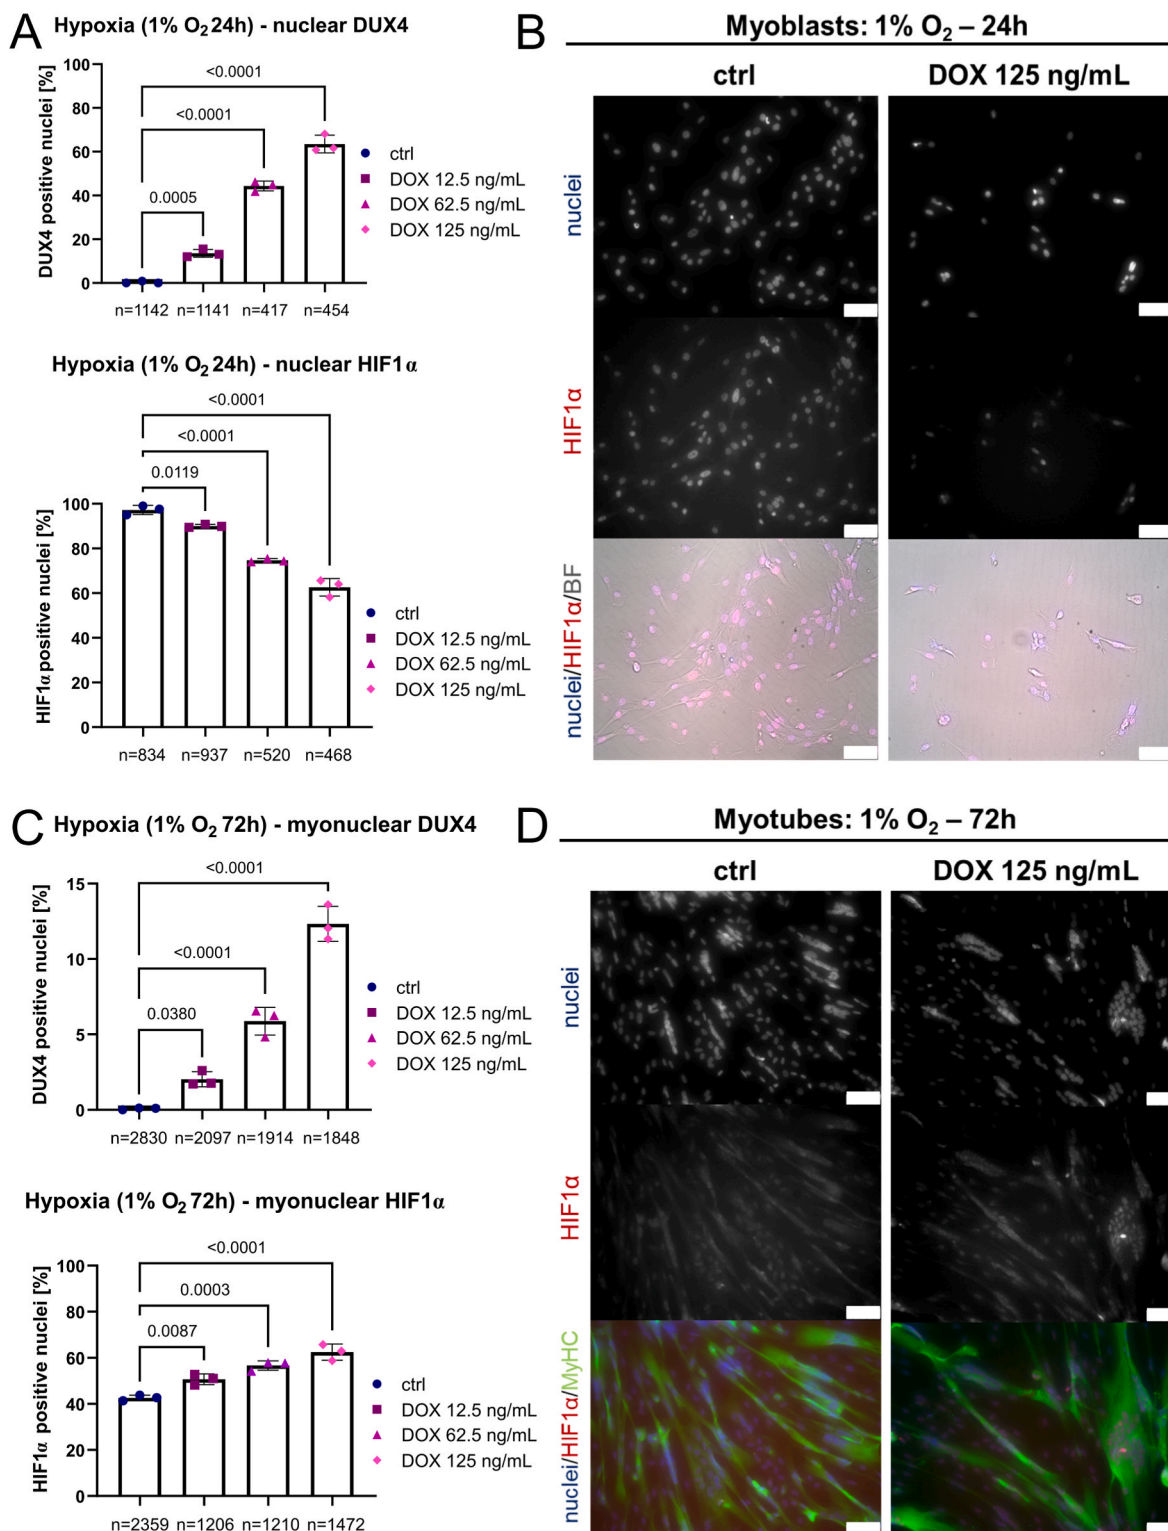 A
Hypoxia (1% O₂ 24h) - nuclear DUX4
DUX4 positive nuclei [%]
100
80
60
40
20
0
<0.0001
<0.0001
0.0005
ctrl
DOX 12.5 ng/mL
DOX 62.5 ng/mL
DOX 125 ng/mL
n=1142 n=1141 n=417 n=454
Hypoxia (1% O₂ 24h) - nuclear HIF1α
HIF1α positive nuclei [%]
<0.0001
<0.0001
0.0119
100
80
60
40
20
0
ctrl
DOX 12.5 ng/mL
DOX 62.5 ng/mL
DOX 125 ng/mL
n=834 n=937 n=520 n=468
B
Myoblasts: 1% O₂ – 24h
ctrl DOX 125 ng/mL
nuclei
HIF1α
nuclei/HIF1α/BF
C
Hypoxia (1% O₂ 72h) - myonuclear DUX4
DUX4 positive nuclei [%]
15
10
5
0
<0.0001
<0.0001
0.0380
ctrl
DOX 12.5 ng/mL
DOX 62.5 ng/mL
DOX 125 ng/mL
n=2830 n=2097 n=1914 n=1848
Hypoxia (1% O₂ 72h) - myonuclear HIF1α
HIF1α positive nuclei [%]
100
80
60
40
20
0
<0.0001
0.0003
0.0087
ctrl
DOX 12.5 ng/mL
DOX 62.5 ng/mL
DOX 125 ng/mL
n=2359 n=1206 n=1210 n=1472
D
Myotubes: 1% O₂ – 72h
ctrl DOX 125 ng/mL
nuclei
HIF1α
nuclei/HIF1α/MyHC